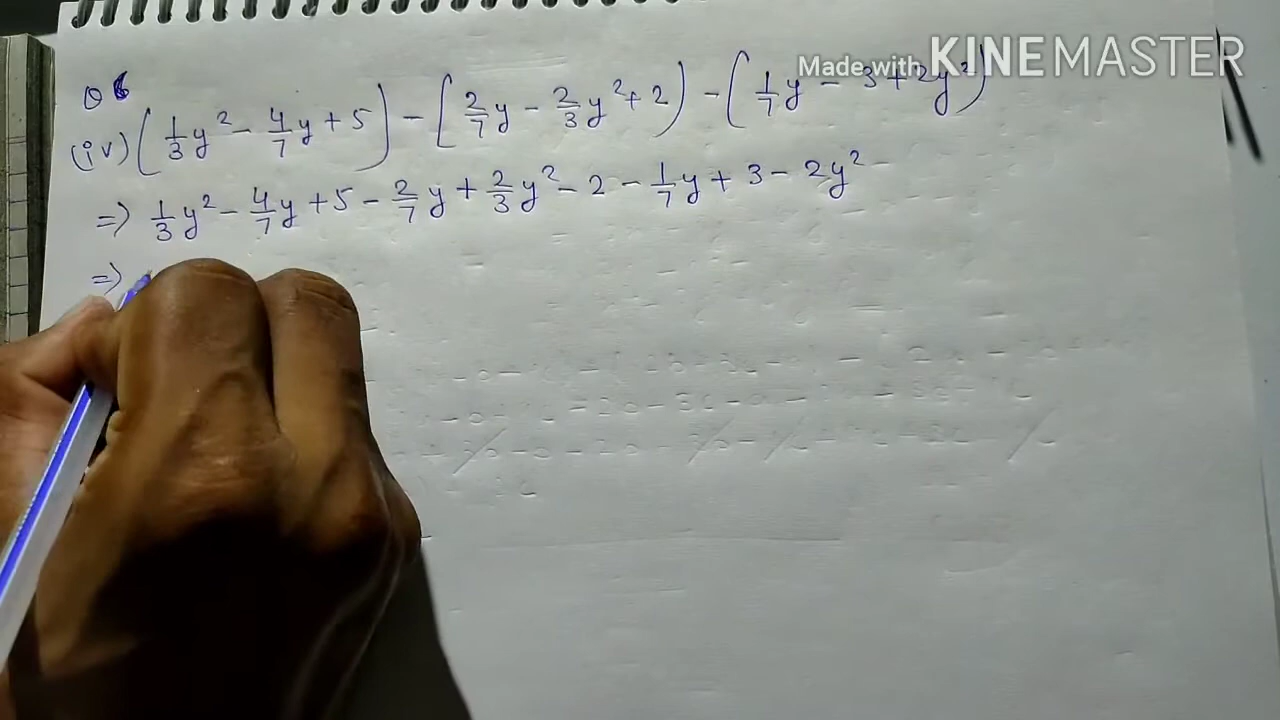 Made with KINEMASTER
Q 6
(iv) (1/3 y² - 4/7 y + 5) - [2/7 y - 2/3 y² + 2) - (1/7 y - 3 + 2y²)
=> 1/3 y² - 4/7 y + 5 - 2/7 y + 2/3 y² - 2 - 1/7 y + 3 - 2y²
=>